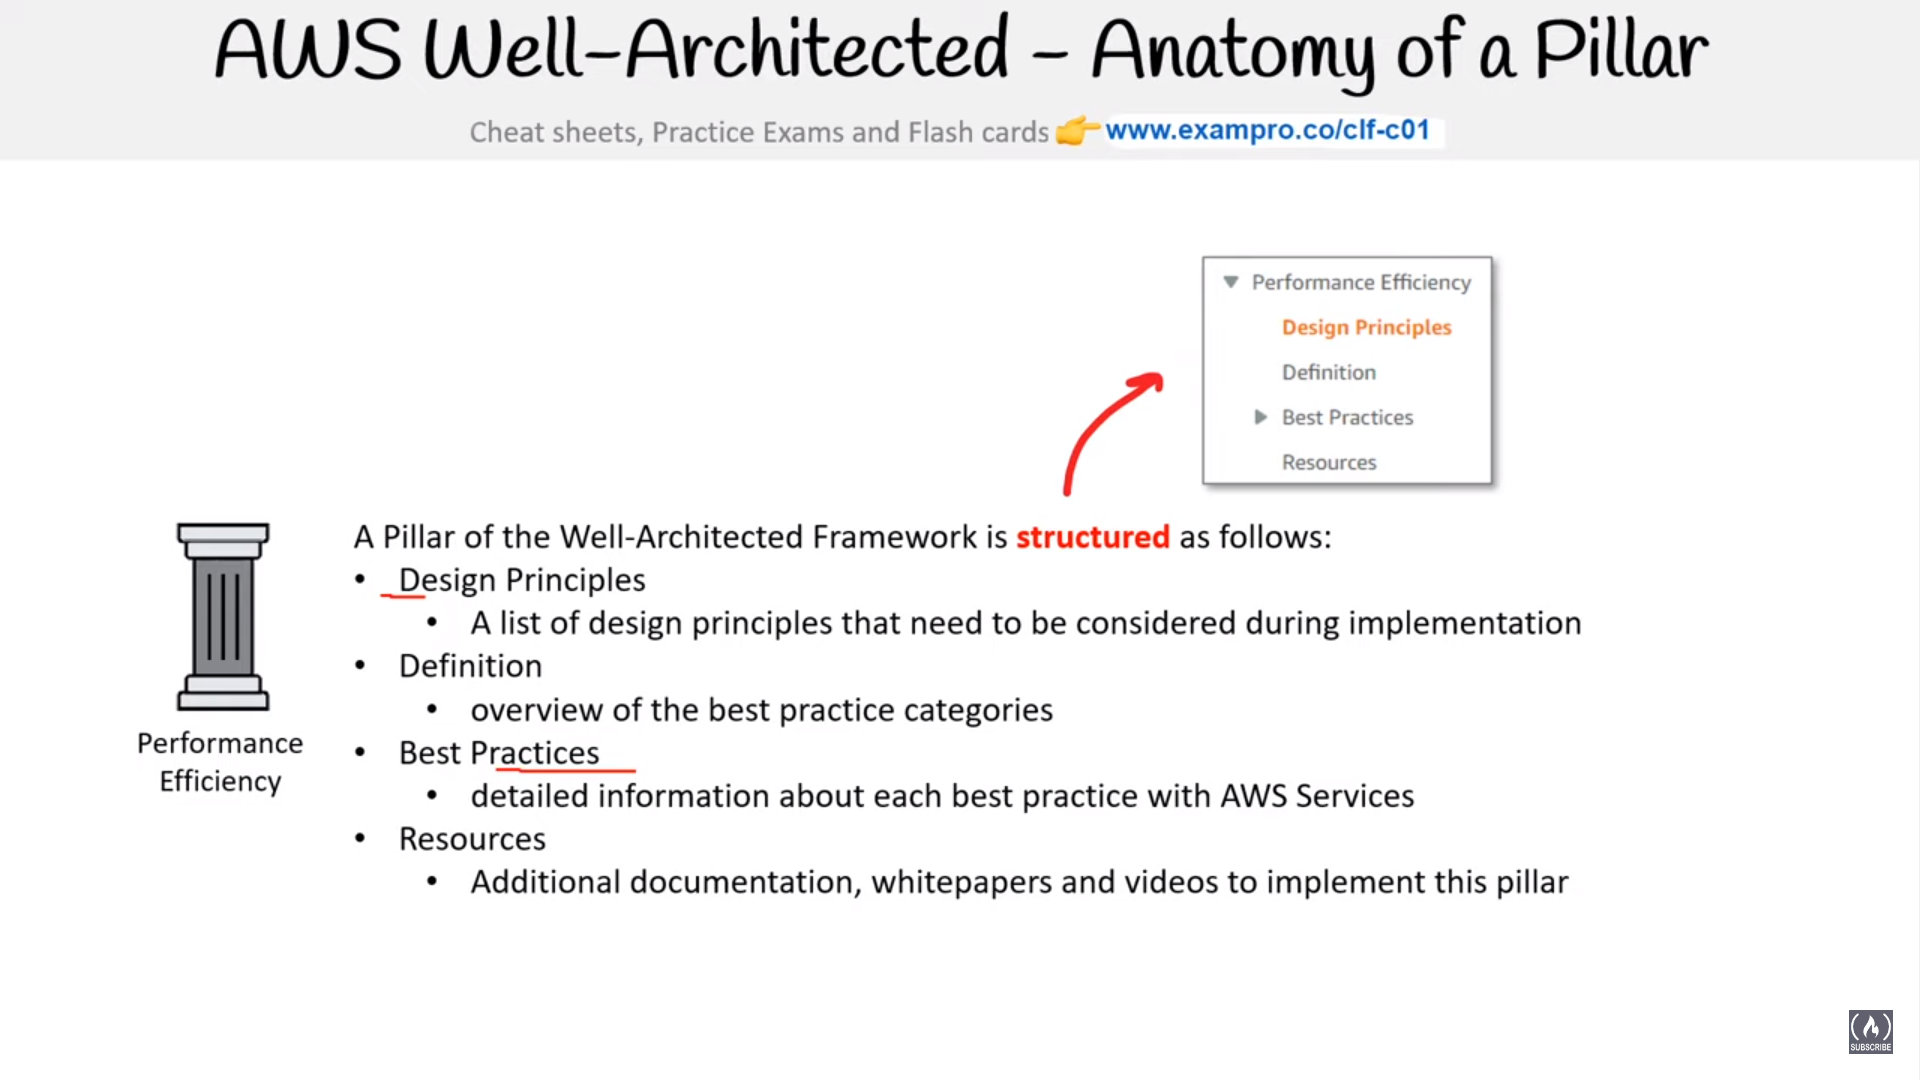 AWS Well-Architected - Anatomy of a Pillar
Cheat sheets, Practice Exams and Flash cards 👉 www.exampro.co/clf-c01
Performance Efficiency
Design Principles
Definition
Best Practices
Resources
A Pillar of the Well-Architected Framework is structured as follows:
• Design Principles
• A list of design principles that need to be considered during implementation
• Definition
• overview of the best practice categories
• Best Practices
• detailed information about each best practice with AWS Services
• Resources
• Additional documentation, whitepapers and videos to implement this pillar
Performance
Efficiency
SUBSCRIBE